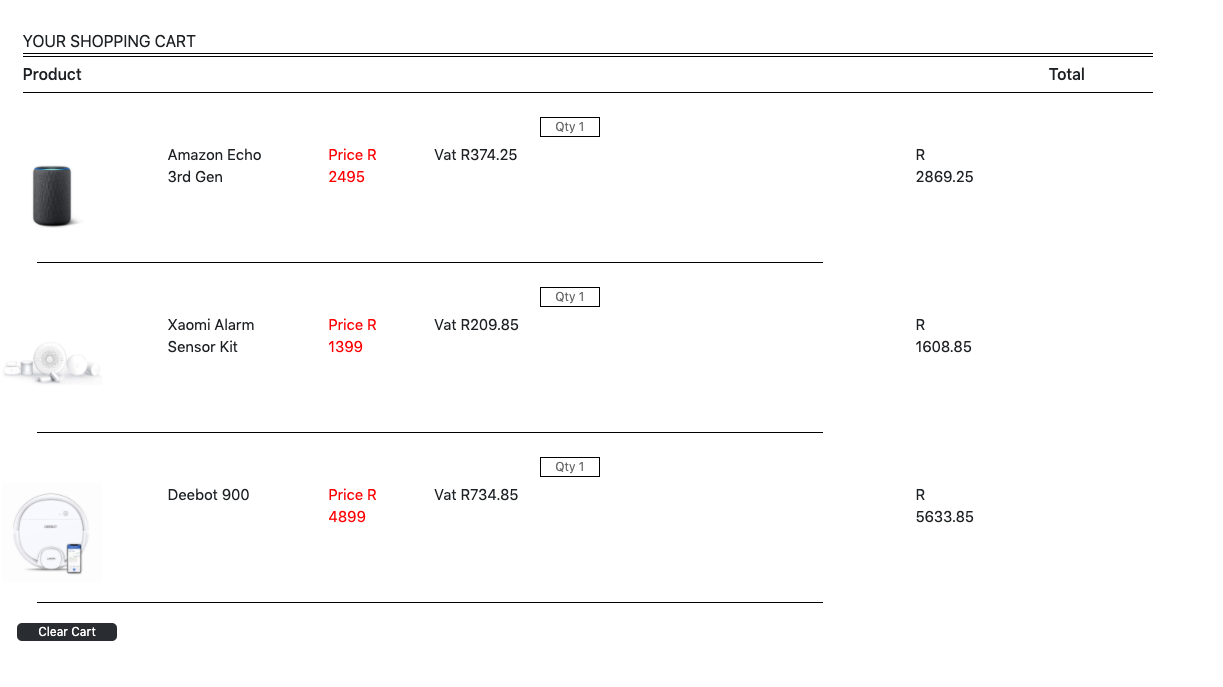 YOUR SHOPPING CART
Product Total
Qty 1
Amazon Echo Price R Vat R374.25 R
3rd Gen 2495 2869.25
Qty 1
Xaomi Alarm Price R Vat R209.85 R
Sensor Kit 1399 1608.85
Qty 1
Deebot 900 Price R Vat R734.85 R
4899 5633.85
Clear Cart